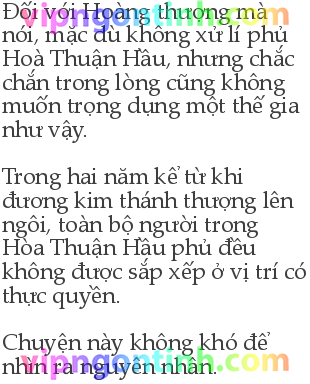 Đối với Hoàng thượng mà
nói, mặc dù không xử lí phủ
Hoà Thuận Hầu, nhưng chắc
chắn trong lòng cũng không
muốn trọng dụng một thế gia
như vậy.
Trong hai năm kể từ khi
đương kim thánh thượng lên
ngôi, toàn bộ người trong
Hòa Thuận Hầu phủ đều
không được sắp xếp ở vị trí có
thực quyền.
Chuyện này không khó để
nhìn ra nguyên nhân.
vipngontinh.com
vipngontinh.com